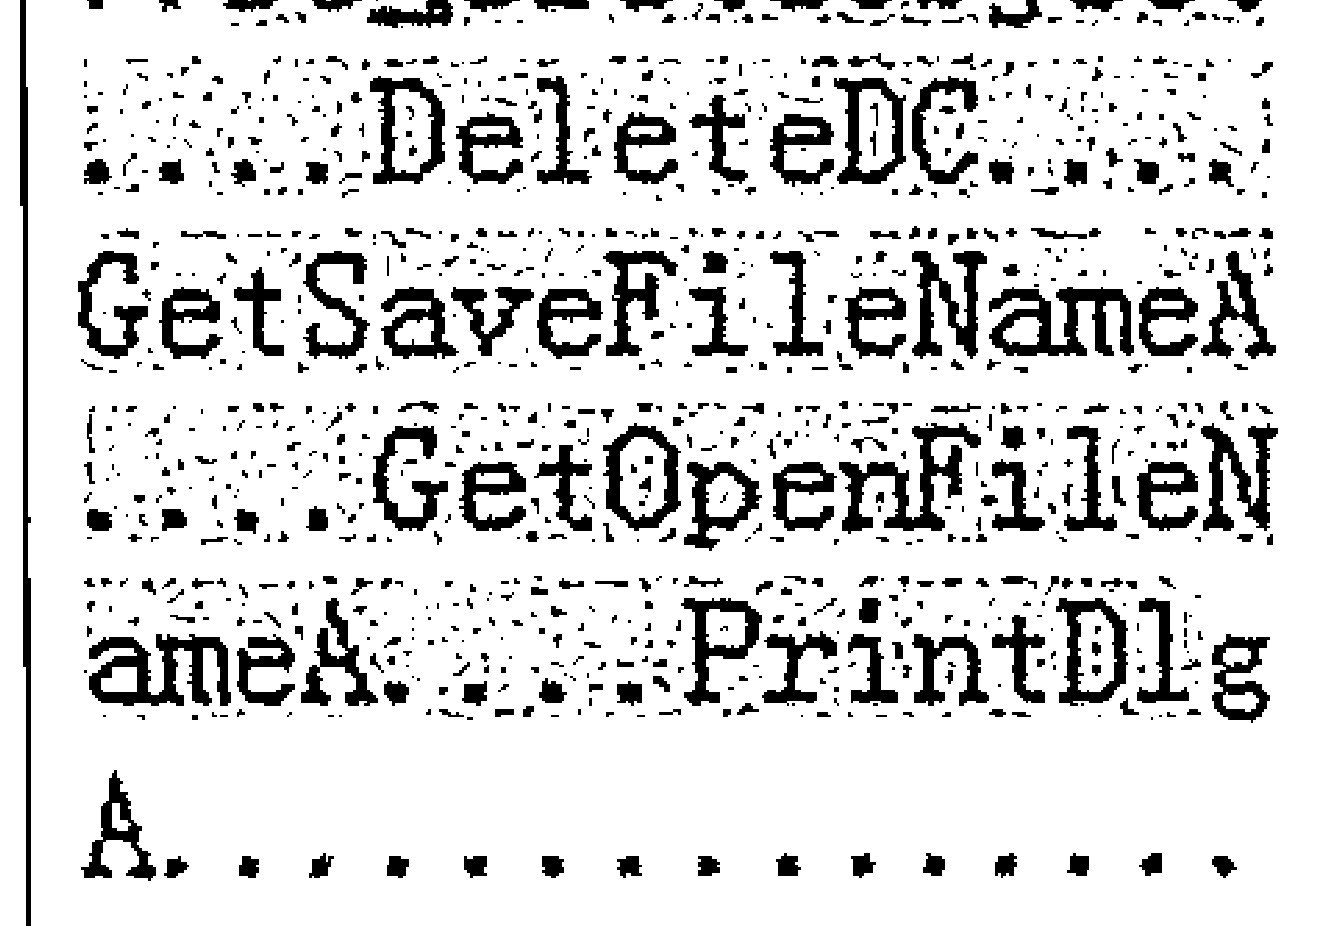 ....DeleteDC....
GetSaveFileNameA
....GetOpenFileN
ameA....PrintDlg
A...............